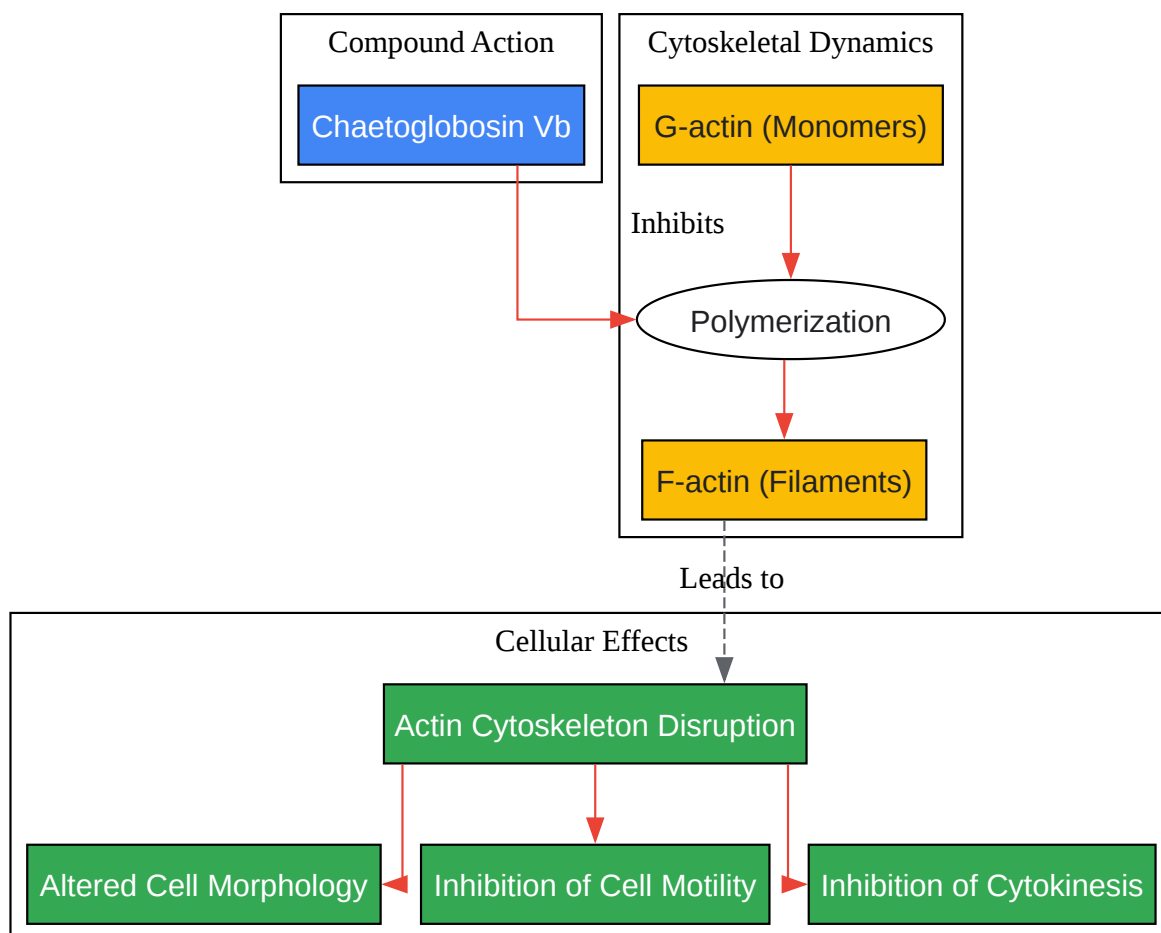 Compound Action
Cytoskeletal Dynamics
Chaetoglobosin Vb
G-actin (Monomers)
Inhibits
Polymerization
F-actin (Filaments)
Leads to
Cellular Effects
Actin Cytoskeleton Disruption
Altered Cell Morphology
Inhibition of Cell Motility
Inhibition of Cytokinesis